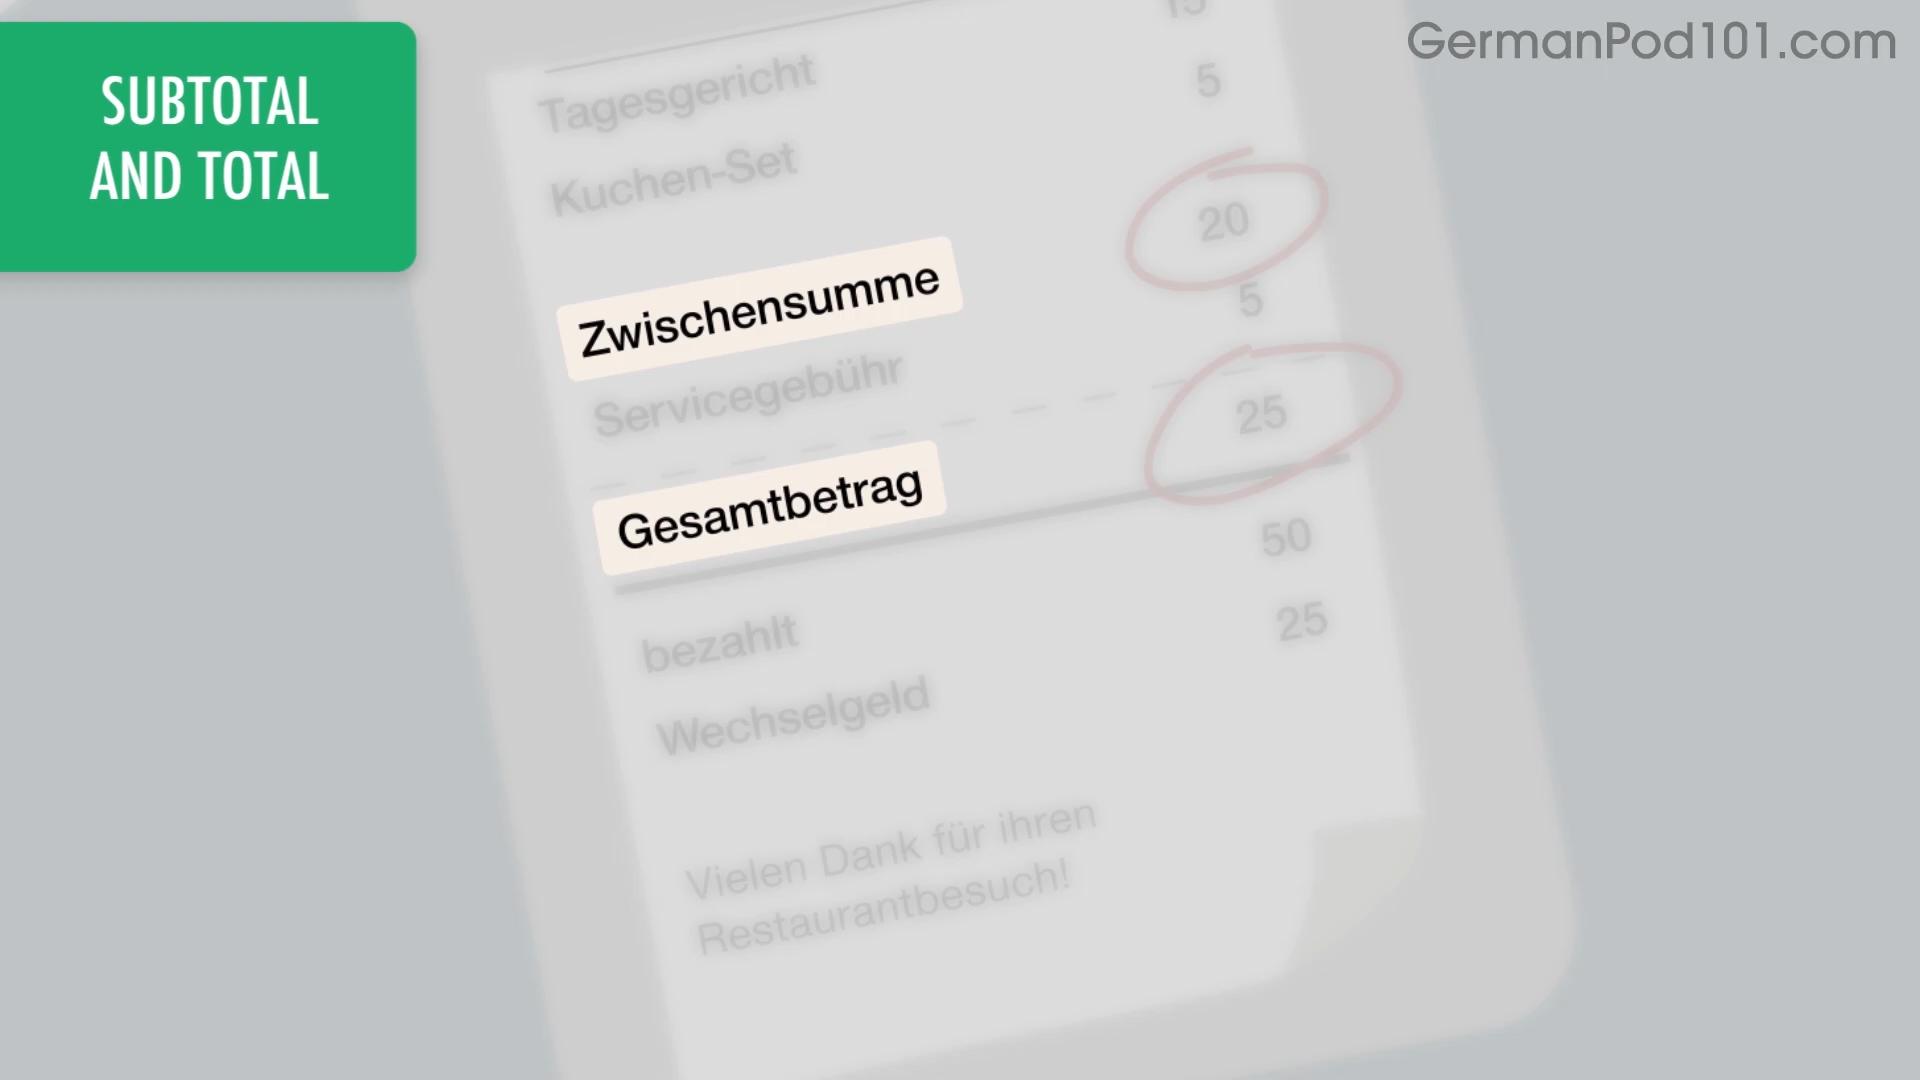 SUBTOTAL
AND TOTAL
GermanPod101.com
Tagesgericht 15
Kuchen-Set 5
Zwischensumme 20
Servicegebühr 5
Gesamtbetrag 25
bezahlt 50
Wechselgeld 25
Vielen Dank für ihren
Restaurantbesuch!